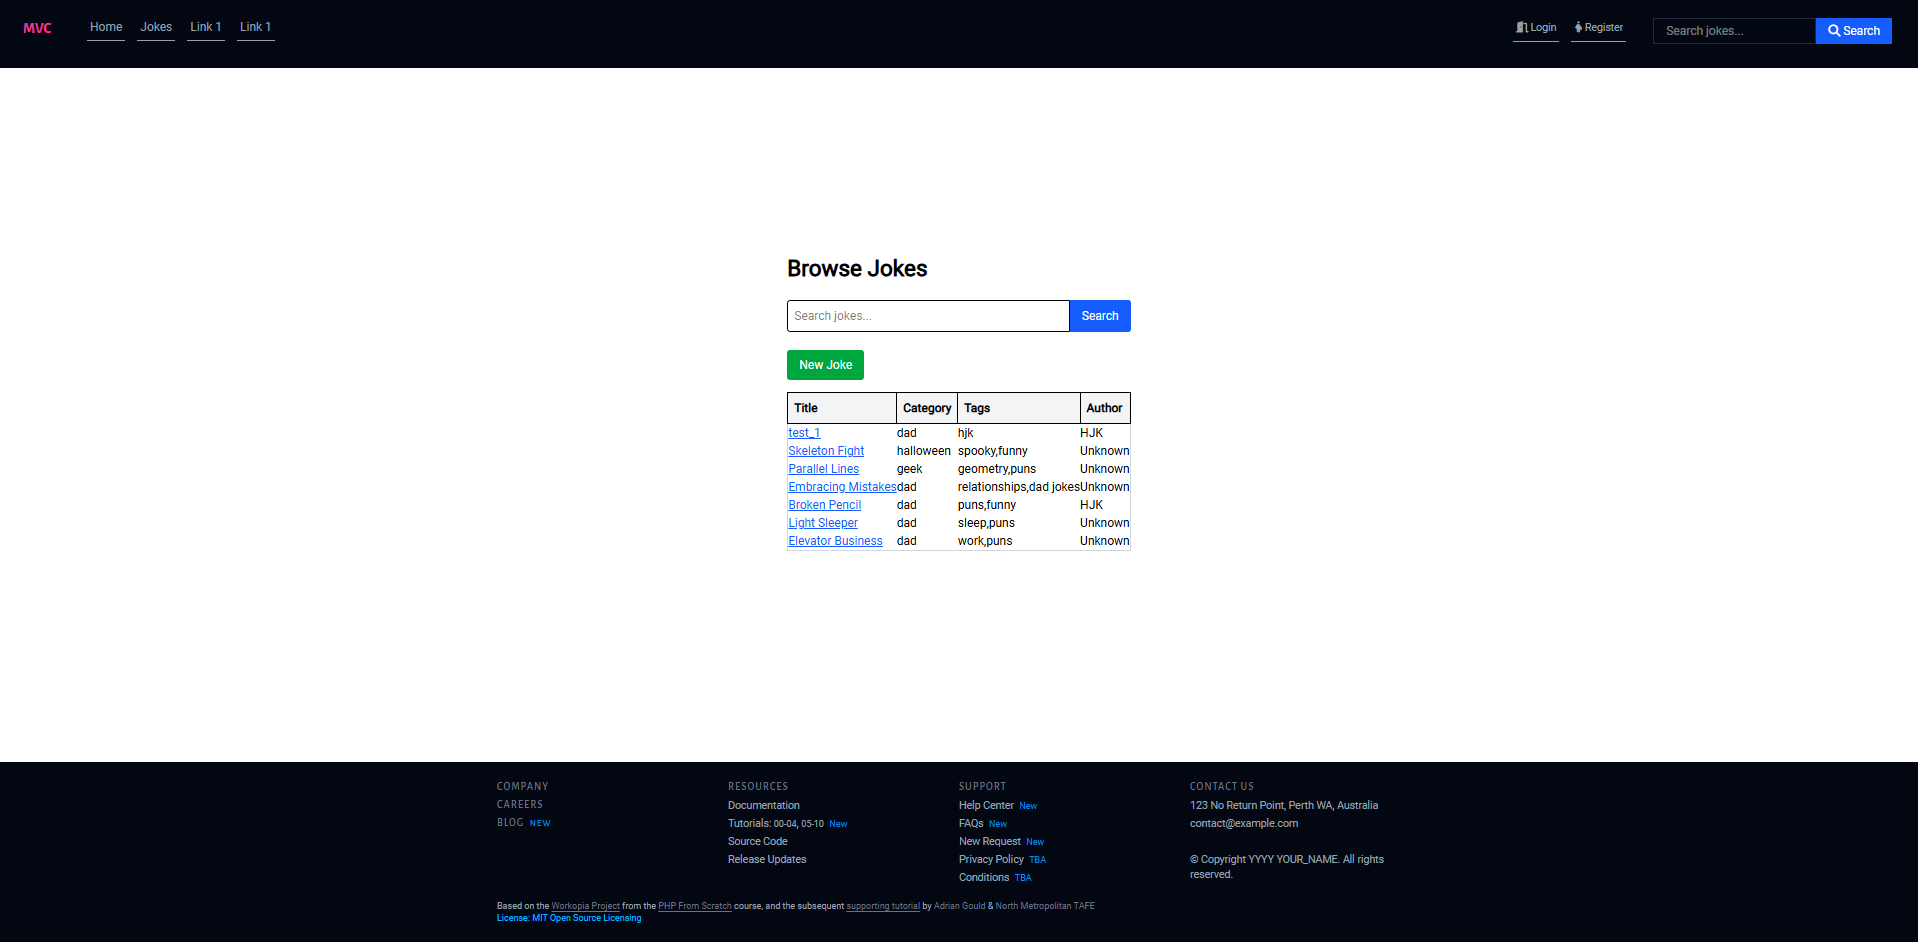 MVC Home Jokes Link 1 Link 1 Login Register Search jokes... Search
Browse Jokes
Search jokes... Search
New Joke
Title Category Tags Author
test_1 dad hjk HJK
Skeleton Fight halloween spooky,funny Unknown
Parallel Lines geek geometry,puns Unknown
Embracing Mistakes dad relationships,dad jokes Unknown
Broken Pencil dad puns,funny HJK
Light Sleeper dad sleep,puns Unknown
Elevator Business dad work,puns Unknown
COMPANY
CAREERS
BLOG NEW
RESOURCES
Documentation
Tutorials: 00-04, 05-10 New
Source Code
Release Updates
SUPPORT
Help Center New
FAQs New
New Request New
Privacy Policy TBA
Conditions TBA
CONTACT US
123 No Return Point, Perth WA, Australia
contact@example.com
© Copyright YYYY YOUR_NAME. All rights
reserved.
Based on the Workopia Project from the PHP From Scratch course, and the subsequent supporting tutorial by Adrian Gould & North Metropolitan TAFE
License: MIT Open Source Licensing